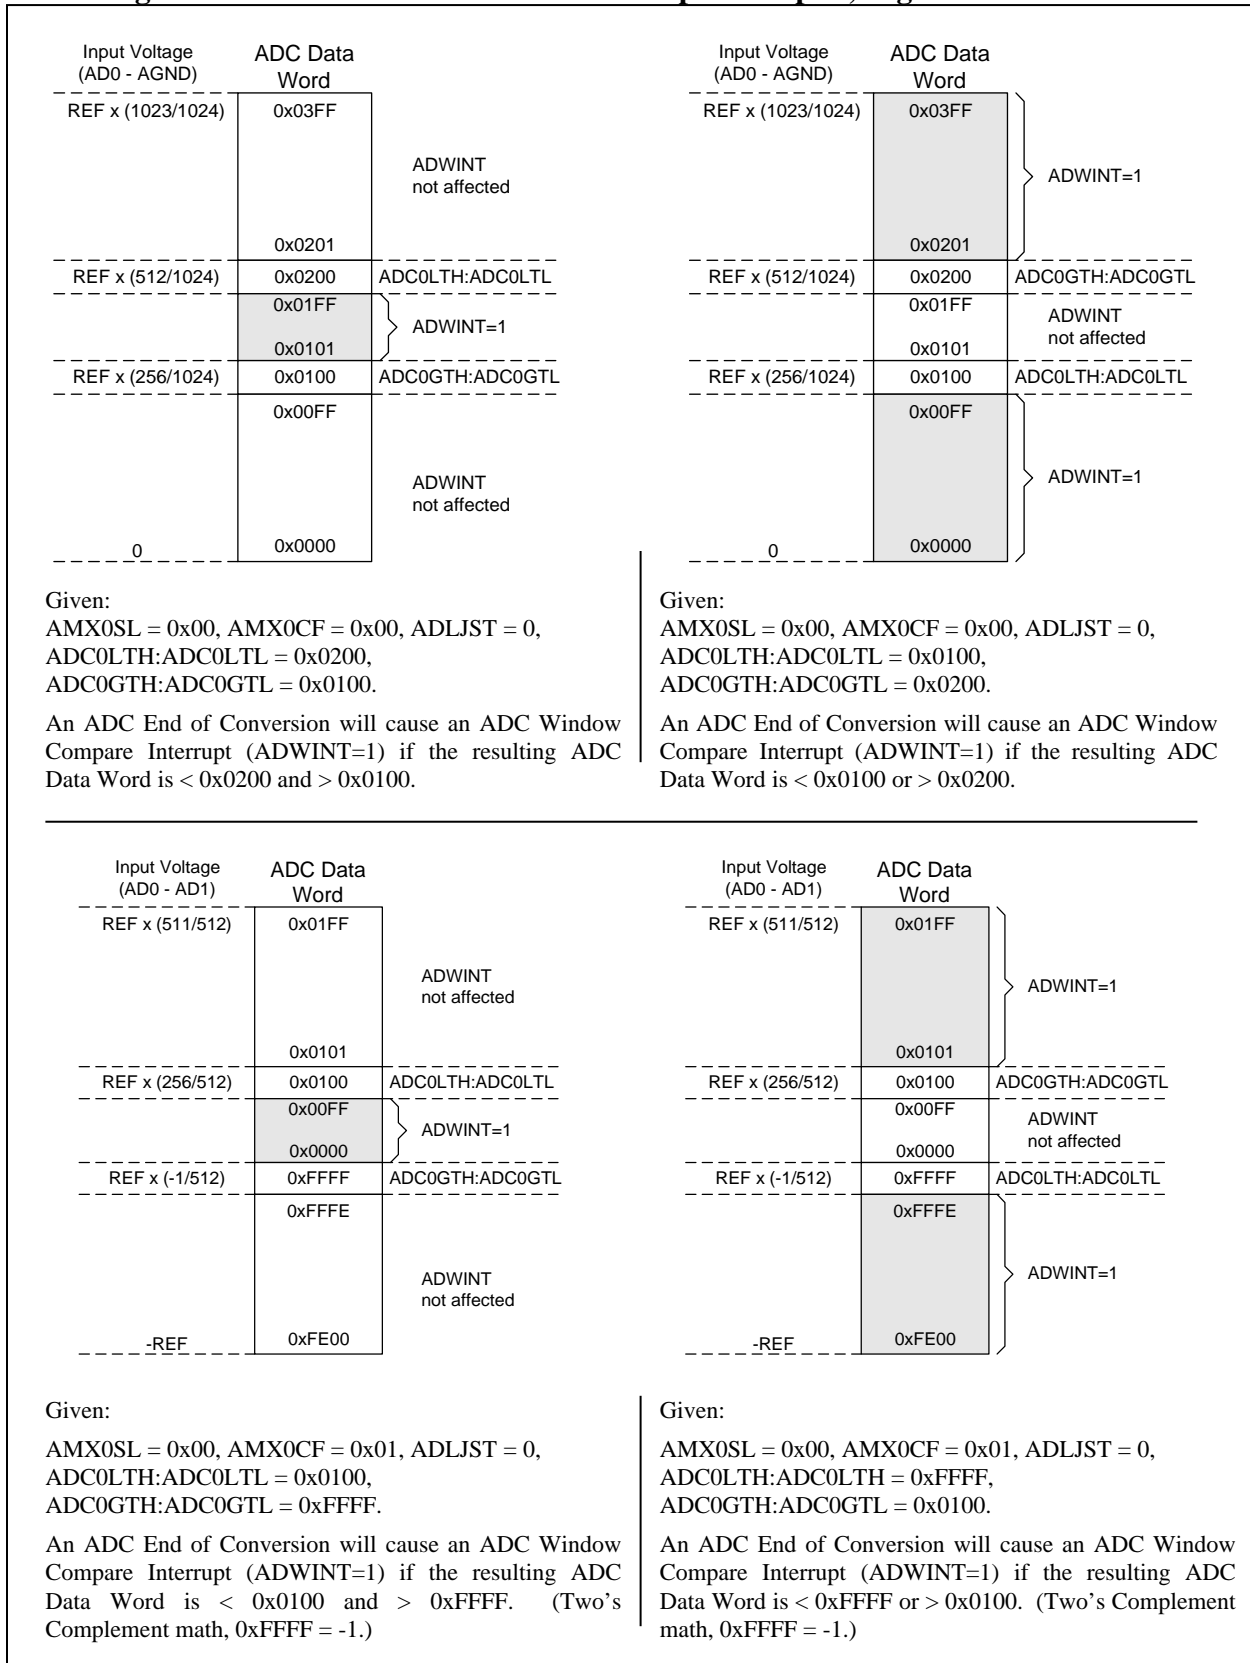 Input Voltage
(AD0 - AGND)
ADC Data
Word
REF x (1023/1024)
0x03FF
ADWINT
not affected
0x0201
REF x (512/1024)
0x0200
ADC0LTH:ADC0LTL
0x01FF
ADWINT=1
0x0101
REF x (256/1024)
0x0100
ADC0GTH:ADC0GTL
0x00FF
ADWINT
not affected
0
0x0000
Given:
AMX0SL = 0x00, AMX0CF = 0x00, ADLJST = 0,
ADC0LTH:ADC0LTL = 0x0200,
ADC0GTH:ADC0GTL = 0x0100.
An ADC End of Conversion will cause an ADC Window
Compare Interrupt (ADWINT=1) if the resulting ADC
Data Word is < 0x0200 and > 0x0100.
Input Voltage
(AD0 - AGND)
ADC Data
Word
REF x (1023/1024)
0x03FF
ADWINT=1
0x0201
REF x (512/1024)
0x0200
ADC0GTH:ADC0GTL
0x01FF
ADWINT
not affected
0x0101
REF x (256/1024)
0x0100
ADC0LTH:ADC0LTL
0x00FF
ADWINT=1
0
0x0000
Given:
AMX0SL = 0x00, AMX0CF = 0x00, ADLJST = 0,
ADC0LTH:ADC0LTL = 0x0100,
ADC0GTH:ADC0GTL = 0x0200.
An ADC End of Conversion will cause an ADC Window
Compare Interrupt (ADWINT=1) if the resulting ADC
Data Word is < 0x0100 or > 0x0200.
Input Voltage
(AD0 - AD1)
ADC Data
Word
REF x (511/512)
0x01FF
ADWINT
not affected
0x0101
REF x (256/512)
0x0100
ADC0LTH:ADC0LTL
0x00FF
ADWINT=1
0x0000
REF x (-1/512)
0xFFFF
ADC0GTH:ADC0GTL
0xFFFE
ADWINT
not affected
-REF
0xFE00
Given:
AMX0SL = 0x00, AMX0CF = 0x01, ADLJST = 0,
ADC0LTH:ADC0LTL = 0x0100,
ADC0GTH:ADC0GTL = 0xFFFF.
An ADC End of Conversion will cause an ADC Window
Compare Interrupt (ADWINT=1) if the resulting ADC
Data Word is < 0x0100 and > 0xFFFF. (Two's
Complement math, 0xFFFF = -1.)
Input Voltage
(AD0 - AD1)
ADC Data
Word
REF x (511/512)
0x01FF
ADWINT=1
0x0101
REF x (256/512)
0x0100
ADC0GTH:ADC0GTL
0x00FF
ADWINT
not affected
0x0000
REF x (-1/512)
0xFFFF
ADC0LTH:ADC0LTL
0xFFFE
ADWINT=1
-REF
0xFE00
Given:
AMX0SL = 0x00, AMX0CF = 0x01, ADLJST = 0,
ADC0LTH:ADC0LTH = 0xFFFF,
ADC0GTH:ADC0GTL = 0x0100.
An ADC End of Conversion will cause an ADC Window
Compare Interrupt (ADWINT=1) if the resulting ADC
Data Word is < 0xFFFF or > 0x0100. (Two's Complement
math, 0xFFFF = -1.)